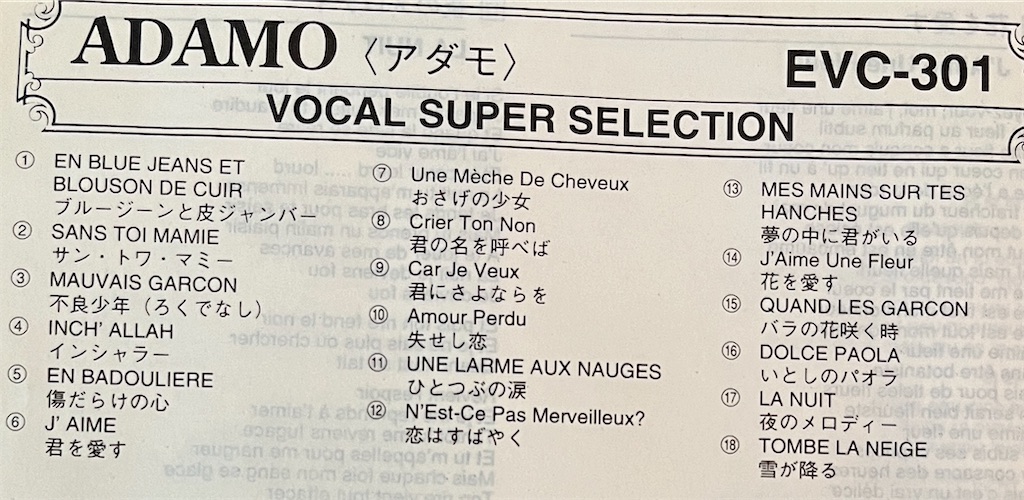 ADAMO〈アダモ〉
EVC-301
VOCAL SUPER SELECTION
① EN BLUE JEANS ET
BLOUSON DE CUIR
ブルージーンと皮ジャンパー
② SANS TOI MAMIE
サン・トワ・マミー
③ MAUVAIS GARCON
不良少年（ろくでなし）
④ INCH' ALLAH
インシャラー
⑤ EN BADOULIERE
傷だらけの心
⑥ J' AIME
君を愛す
⑦ Une Mèche De Cheveux
おさげの少女
⑧ Crier Ton Non
君の名を呼べば
⑨ Car Je Veux
君にさよならを
⑩ Amour Perdu
失せし恋
⑪ UNE LARME AUX NAUGES
ひとつぶの涙
⑫ N'Est-Ce Pas Merveilleux?
恋はすばやく
⑬ MES MAINS SUR TES
HANCHES
夢の中に君がいる
⑭ J'Aime Une Fleur
花を愛す
⑮ QUAND LES GARCON
バラの花咲く時
⑯ DOLCE PAOLA
いとしのパオラ
⑰ LA NUIT
夜のメロディー
⑱ TOMBE LA NEIGE
雪が降る